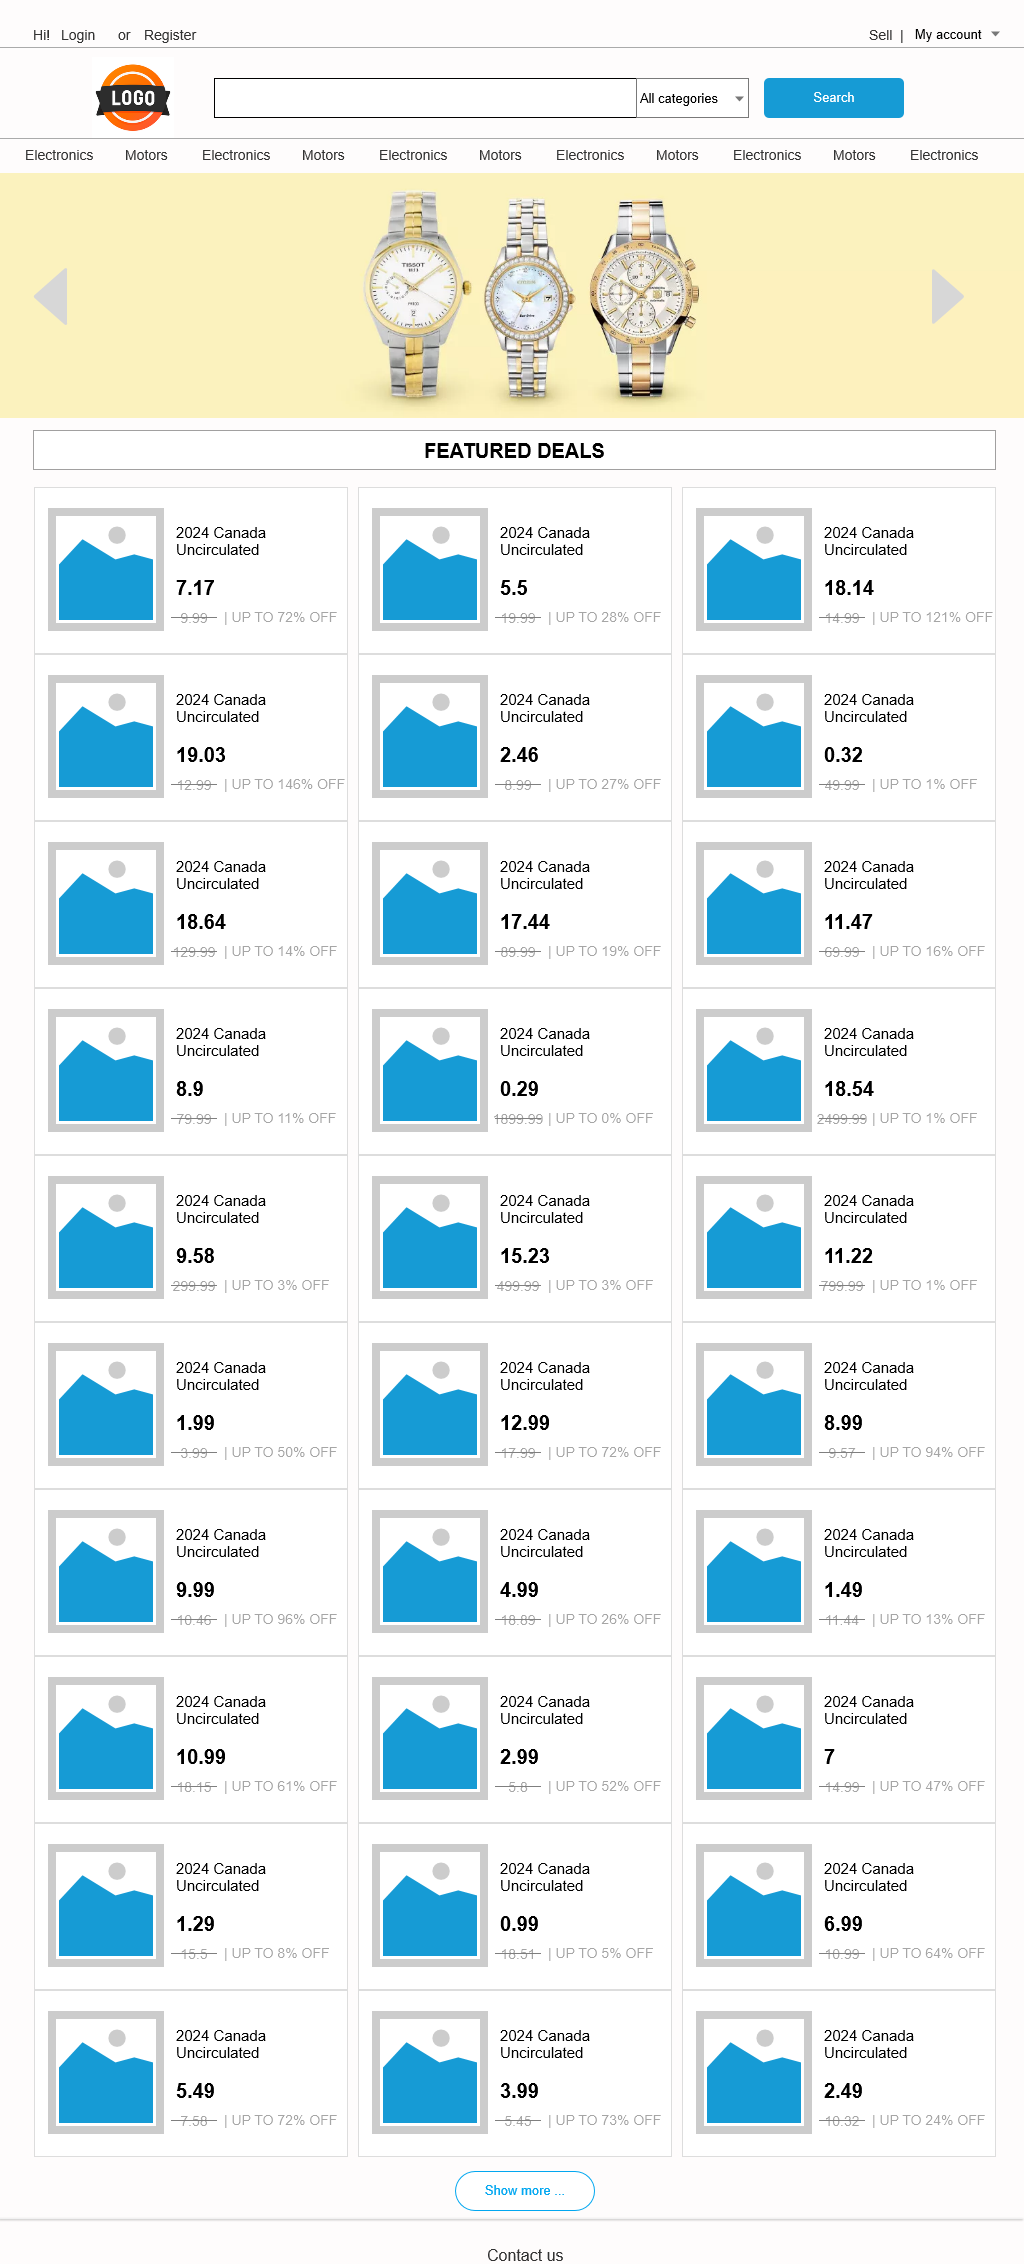 Hi! Login or Register Sell | My account
LOGO
All categories
Search
Electronics Motors Electronics Motors Electronics Motors Electronics Motors Electronics Motors Electronics
TISSOT
1853
FEATURED DEALS
2024 Canada Uncirculated
7.17
9.99 | UP TO 72% OFF
2024 Canada Uncirculated
5.5
19.99 | UP TO 28% OFF
2024 Canada Uncirculated
18.14
14.99 | UP TO 121% OFF
2024 Canada Uncirculated
19.03
12.99 | UP TO 146% OFF
2024 Canada Uncirculated
2.46
8.99 | UP TO 27% OFF
2024 Canada Uncirculated
0.32
49.99 | UP TO 1% OFF
2024 Canada Uncirculated
18.64
129.99 | UP TO 14% OFF
2024 Canada Uncirculated
17.44
89.99 | UP TO 19% OFF
2024 Canada Uncirculated
11.47
69.99 | UP TO 16% OFF
2024 Canada Uncirculated
8.9
79.99 | UP TO 11% OFF
2024 Canada Uncirculated
0.29
1899.99 | UP TO 0% OFF
2024 Canada Uncirculated
18.54
2499.99 | UP TO 1% OFF
2024 Canada Uncirculated
9.58
299.99 | UP TO 3% OFF
2024 Canada Uncirculated
15.23
499.99 | UP TO 3% OFF
2024 Canada Uncirculated
11.22
799.99 | UP TO 1% OFF
2024 Canada Uncirculated
1.99
3.99 | UP TO 50% OFF
2024 Canada Uncirculated
12.99
17.99 | UP TO 72% OFF
2024 Canada Uncirculated
8.99
9.57 | UP TO 94% OFF
2024 Canada Uncirculated
9.99
10.46 | UP TO 96% OFF
2024 Canada Uncirculated
4.99
18.89 | UP TO 26% OFF
2024 Canada Uncirculated
1.49
11.44 | UP TO 13% OFF
2024 Canada Uncirculated
10.99
18.15 | UP TO 61% OFF
2024 Canada Uncirculated
2.99
5.8 | UP TO 52% OFF
2024 Canada Uncirculated
7
14.99 | UP TO 47% OFF
2024 Canada Uncirculated
1.29
15.5 | UP TO 8% OFF
2024 Canada Uncirculated
0.99
18.51 | UP TO 5% OFF
2024 Canada Uncirculated
6.99
10.99 | UP TO 64% OFF
2024 Canada Uncirculated
5.49
7.58 | UP TO 72% OFF
2024 Canada Uncirculated
3.99
5.45 | UP TO 73% OFF
2024 Canada Uncirculated
2.49
10.32 | UP TO 24% OFF
Show more ...
Contact us